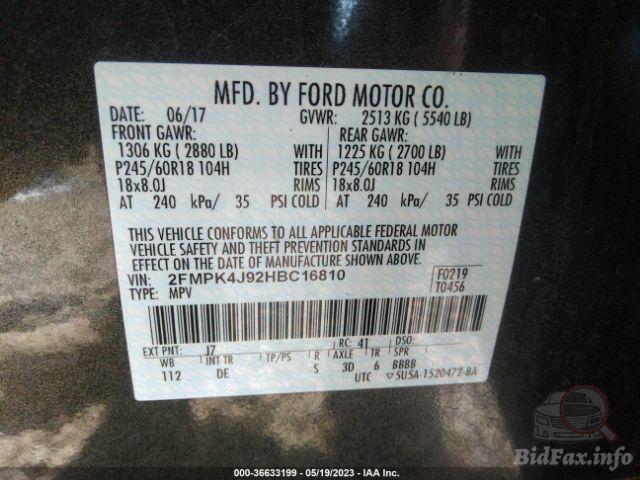 MFD. BY FORD MOTOR CO.
DATE: 06/17 GVWR: 2513 KG ( 5540 LB)
FRONT GAWR: REAR GAWR:
1306 KG ( 2880 LB) WITH 1225 KG ( 2700 LB) WITH
P245/60R18 104H TIRES P245/60R18 104H TIRES
18x8.0J RIMS 18x8.0J RIMS
AT 240 kPa/ 35 PSI COLD AT 240 kPa/ 35 PSI COLD
THIS VEHICLE CONFORMS TO ALL APPLICABLE FEDERAL MOTOR
VEHICLE SAFETY AND THEFT PREVENTION STANDARDS IN
EFFECT ON THE DATE OF MANUFACTURE SHOWN ABOVE.
VIN: 2FMPK4J92HBC16810 F0219
TYPE: MPV T0456
EXT PNT: J7 RC: 41 DSO:
WB INT TR TP/PS R AXLE TR SPR
112 DE S 3D 6 BBBB
UTC 5U5A-1520472-BA
BidFax.info
000-36633199 - 05/19/2023 - IAA Inc.